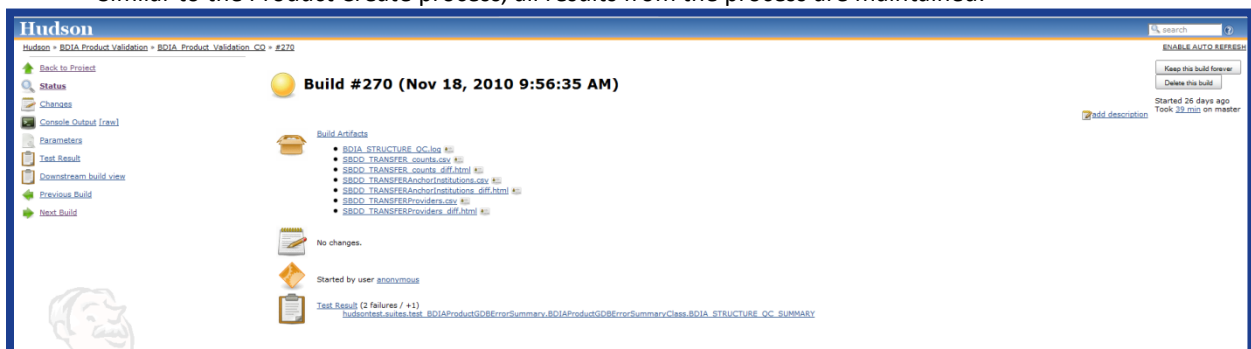 Similar to the Product Create process, all results from the process are maintained.
Hudson
search
Hudson » BDIA Product Validation » BDIA_Product_Validation_CO » #270
ENABLE AUTO REFRESH
Back to Project
Status
Changes
Console Output [raw]
Parameters
Test Result
Downstream build view
Previous Build
Next Build
Build #270 (Nov 18, 2010 9:56:35 AM)
Keep this build forever
Delete this build
Started 26 days ago
Took 39 min on master
add description
Build Artifacts
BDIA_STRUCTURE_QC.log
SBDD_TRANSFER_counts.csv
SBDD_TRANSFER_counts_diff.html
SBDD_TRANSFERAnchorInstitutions.csv
SBDD_TRANSFERAnchorInstitutions_diff.html
SBDD_TRANSFERProviders.csv
SBDD_TRANSFERProviders_diff.html
No changes.
Started by user anonymous
Test Result (2 failures / +1)
hudsontest.suites.test_BDIAProductGDBErrorSummary.BDIAProductGDBErrorSummaryClass.BDIA_STRUCTURE_QC_SUMMARY